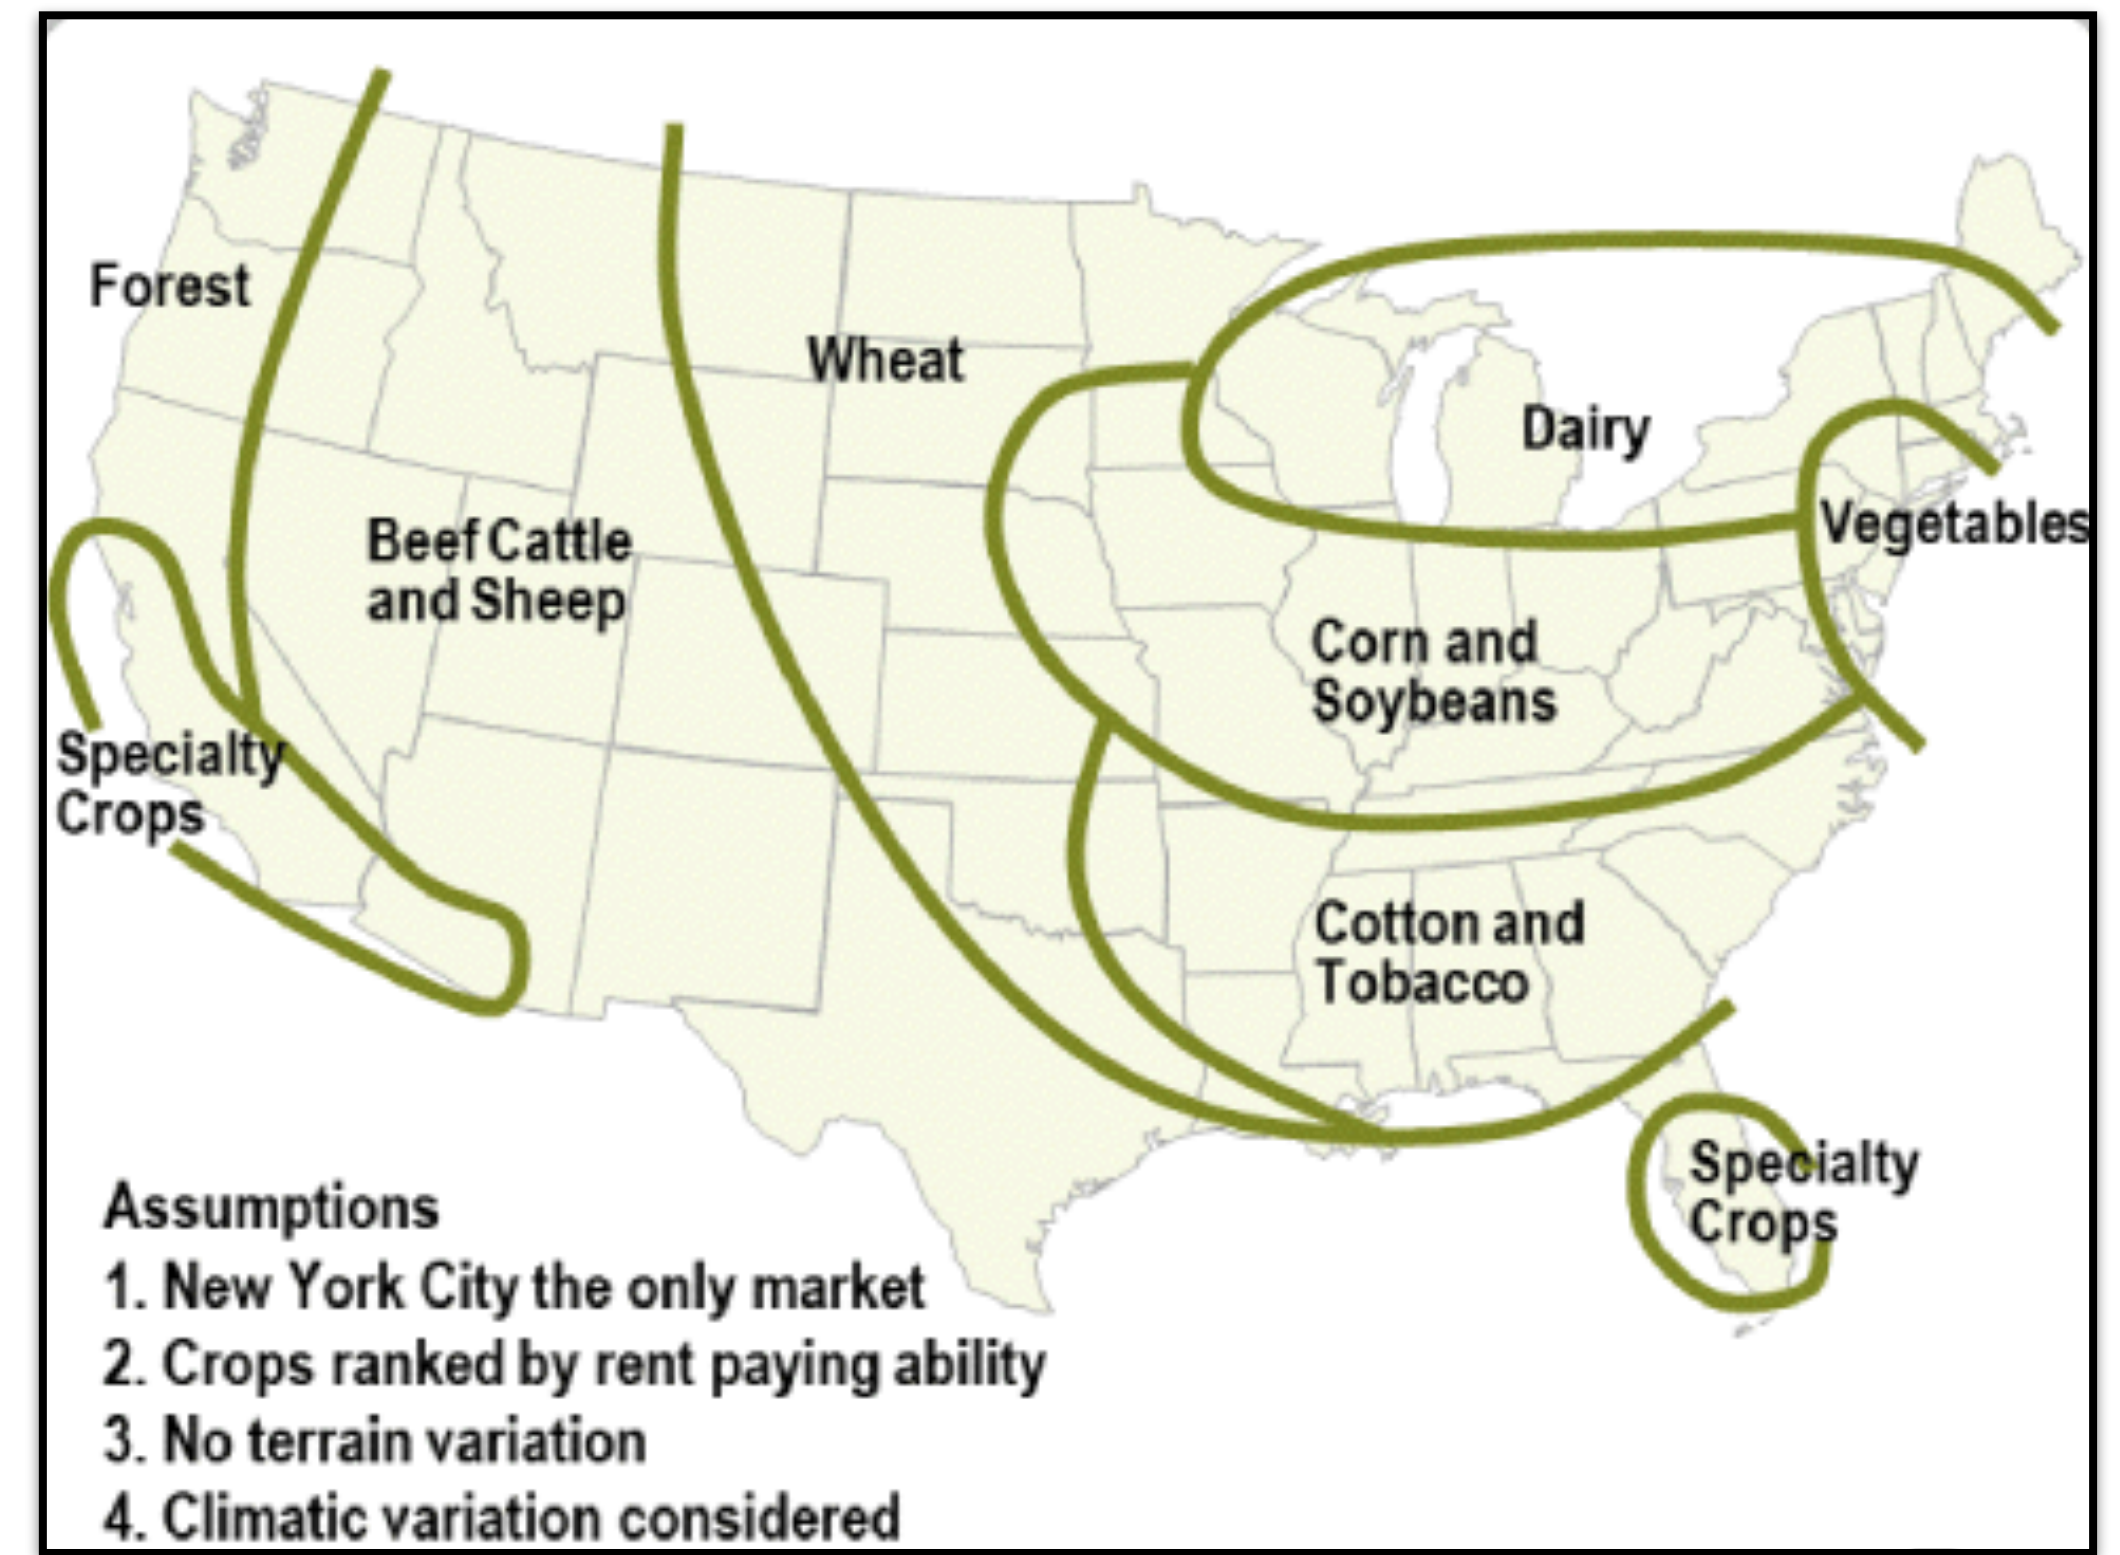 Forest
Wheat
Dairy
Vegetables
Beef Cattle
and Sheep
Corn and
Soybeans
Specialty
Crops
Cotton and
Tobacco
Specialty
Crops
Assumptions
1. New York City the only market
2. Crops ranked by rent paying ability
3. No terrain variation
4. Climatic variation considered